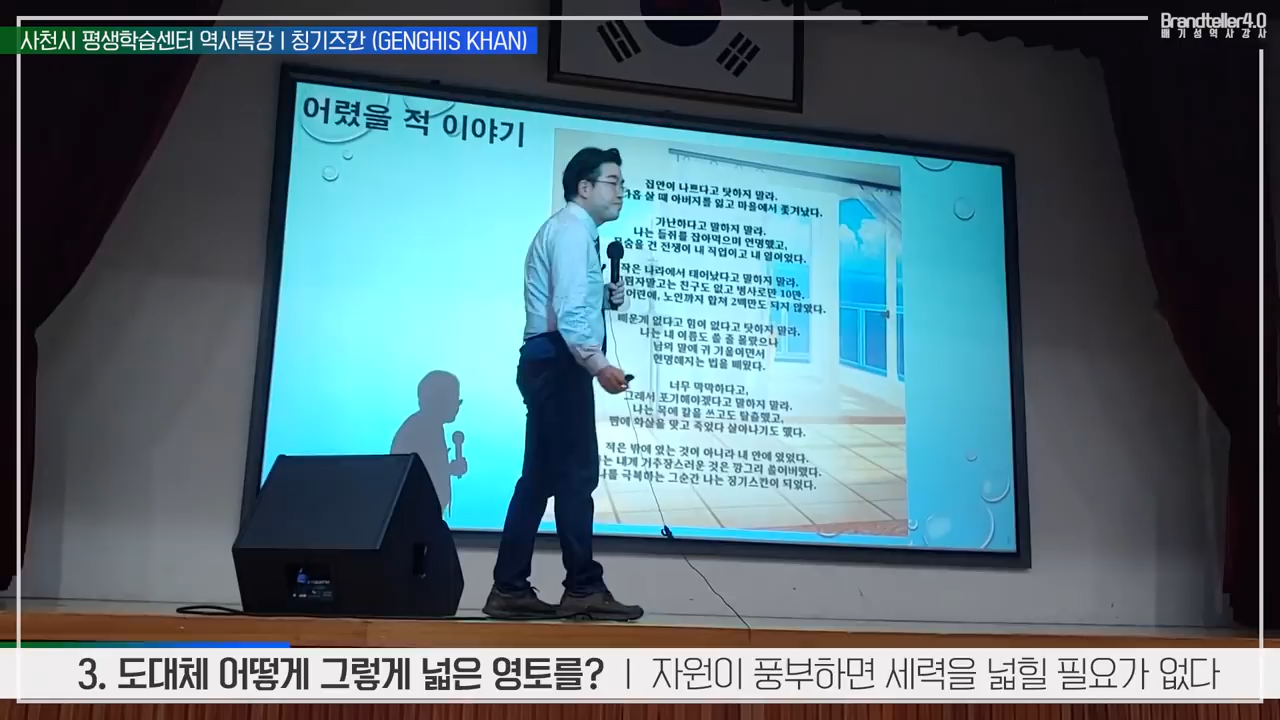 Brandteller4.0
배기성역사강사
사천시 평생학습센터 역사특강 | 칭기즈칸 (GENGHIS KHAN)
어렸을 적 이야기
집안이 나쁘다고 탓하지 말라.
살 때 아버지를 잃고 마을에서 쫓겨났다.
가난하다고 말하지 말라.
나는 들쥐를 잡아먹으며 연명했고,
목숨을 건 전쟁이 내 직업이고 내 일이었다.
작은 나라에서 태어났다고 말하지 말라.
친구도 없고 병사로만 10만.
어린애, 노인까지 합쳐 2백만도 되지 않았다.
배운게 없다고 힘이 없다고 탓하지 말라.
나는 내 이름도 쓸 줄 몰랐으나
남의 말에 귀 기울이면서
현명해지는 법을 배웠다.
너무 막막하다고,
그래서 포기해야겠다고 말하지 말라.
나는 목에 칼을 쓰고도 탈출했고,
뺨에 화살을 맞고 죽었다 살아나기도 했다.
적은 밖에 있는 것이 아니라 내 안에 있었다.
내게 거추장스러운 것은 깡그리 쓸어버렸다.
나를 극복하는 그순간 나는 징기스칸이 되었다.
3. 도대체 어떻게 그렇게 넓은 영토를? | 자원이 풍부하면 세력을 넓힐 필요가 없다